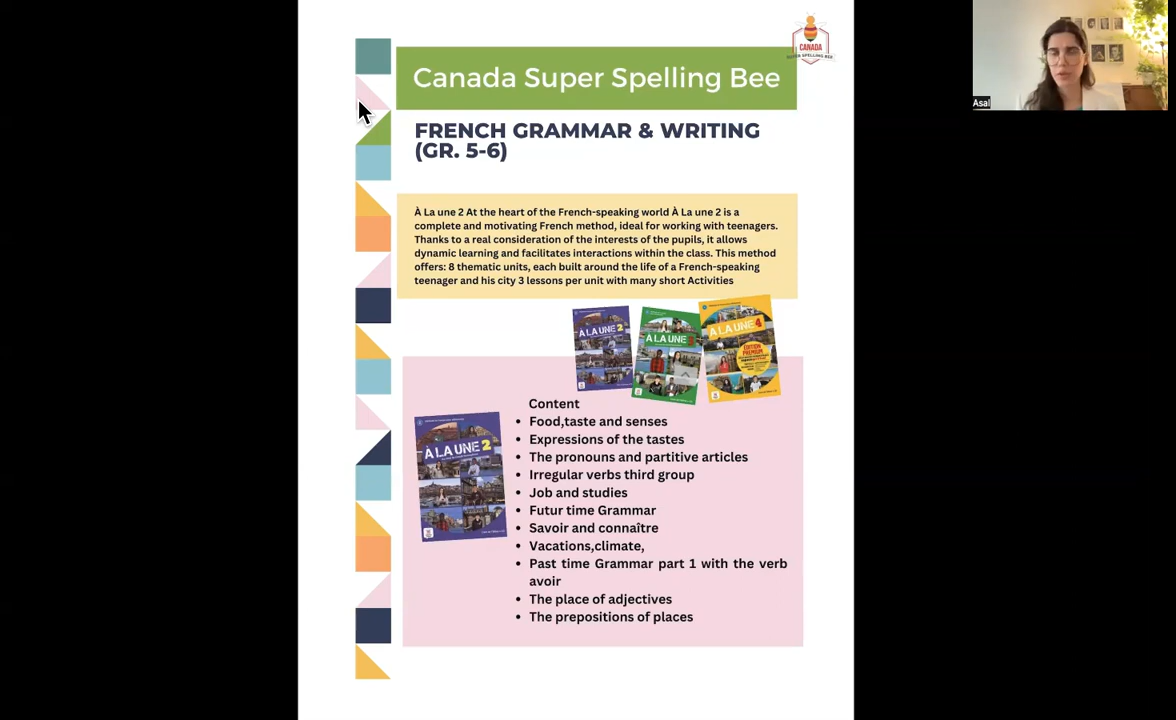 CANADA
SUPER SPELLING BEE
Canada Super Spelling Bee
Asal
FRENCH GRAMMAR & WRITING
(GR. 5-6)
À La une 2 At the heart of the French-speaking world À La une 2 is a
complete and motivating French method, ideal for working with teenagers.
Thanks to a real consideration of the interests of the pupils, it allows
dynamic learning and facilitates interactions within the class. This method
offers: 8 thematic units, each built around the life of a French-speaking
teenager and his city 3 lessons per unit with many short Activities
À LA UNE 2
À LA UNE 3
À LA UNE 4
ÉDITION
PREMIUM
Content
• Food,taste and senses
• Expressions of the tastes
• The pronouns and partitive articles
• Irregular verbs third group
• Job and studies
• Futur time Grammar
• Savoir and connaître
• Vacations,climate,
• Past time Grammar part 1 with the verb
avoir
• The place of adjectives
• The prepositions of places
À LA UNE 2